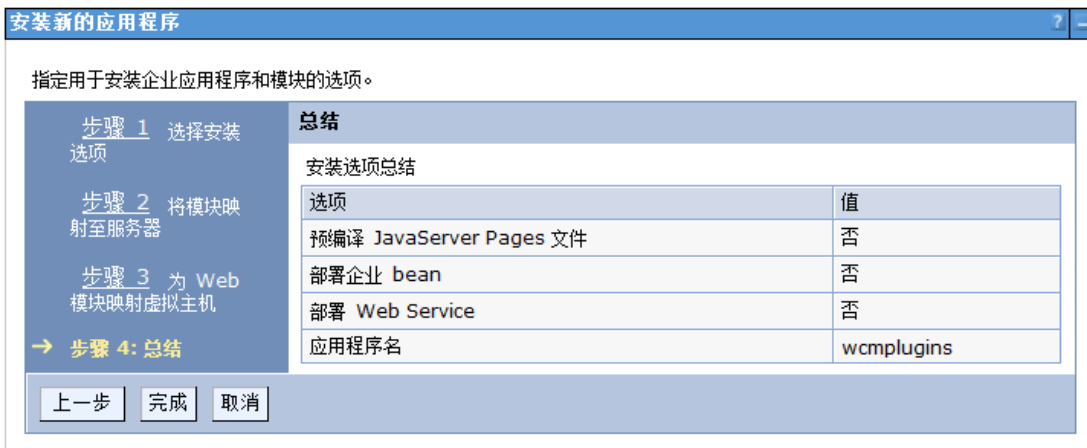 安装新的应用程序
?
指定用于安装企业应用程序和模块的选项。
步骤 1 选择安装
选项
步骤 2 将模块映
射至服务器
步骤 3 为 Web
模块映射虚拟主机
→ 步骤 4: 总结
总结
安装选项总结
选项 值
预编译 JavaServer Pages 文件 否
部署企业 bean 否
部署 Web Service 否
应用程序名 wcmplugins
上一步 完成 取消